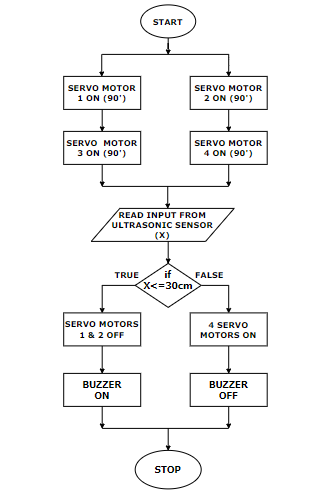 START
SERVO MOTOR
1 ON (90')
SERVO MOTOR
2 ON (90')
SERVO MOTOR
3 ON (90')
SERVO MOTOR
4 ON (90')
READ INPUT FROM
ULTRASONIC SENSOR
(X)
TRUE
if
X<=30cm
FALSE
SERVO MOTORS
1 & 2 OFF
4 SERVO
MOTORS ON
BUZZER
ON
BUZZER
OFF
STOP